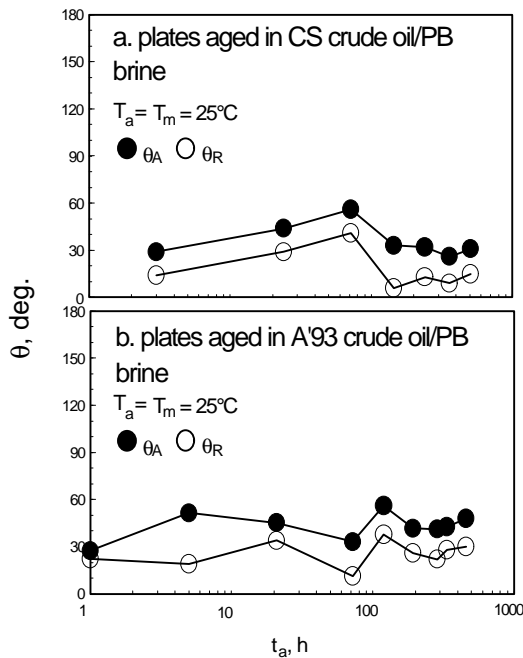 180
a. plates aged in CS crude oil/PB
brine
150
120
Tₐ = Tₘ = 25°C
θA θR
90
60
30
0
θ, deg.
180
b. plates aged in A'93 crude oil/PB
brine
150
120
Tₐ = Tₘ = 25°C
θA θR
90
60
30
0
1 10 100 1000
tₐ, h